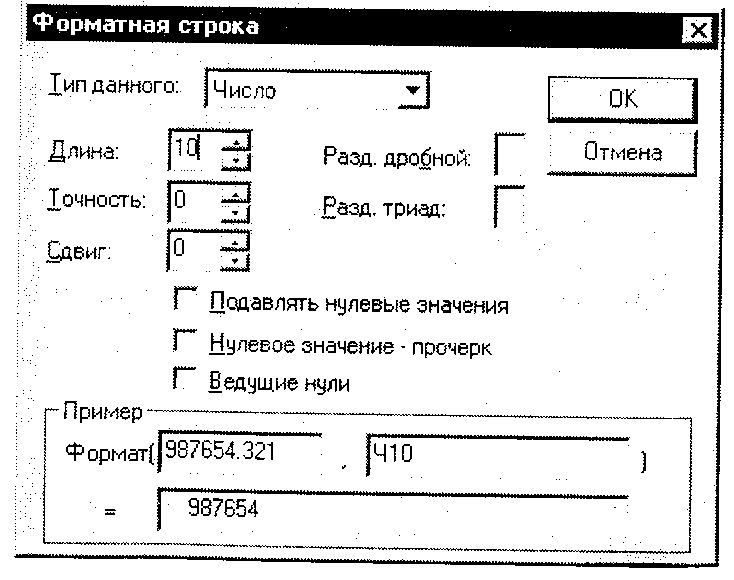 Форматная строка
Тип данного: Число
OK
Длина: 10
Разд. дробной:
Отмена
Точность: 0
Разд. триад:
Сдвиг: 0
Подавлять нулевые значения
Нулевое значение - прочерк
Ведущие нули
Пример
Формат( 987654.321 , Ч10 )
= 987654